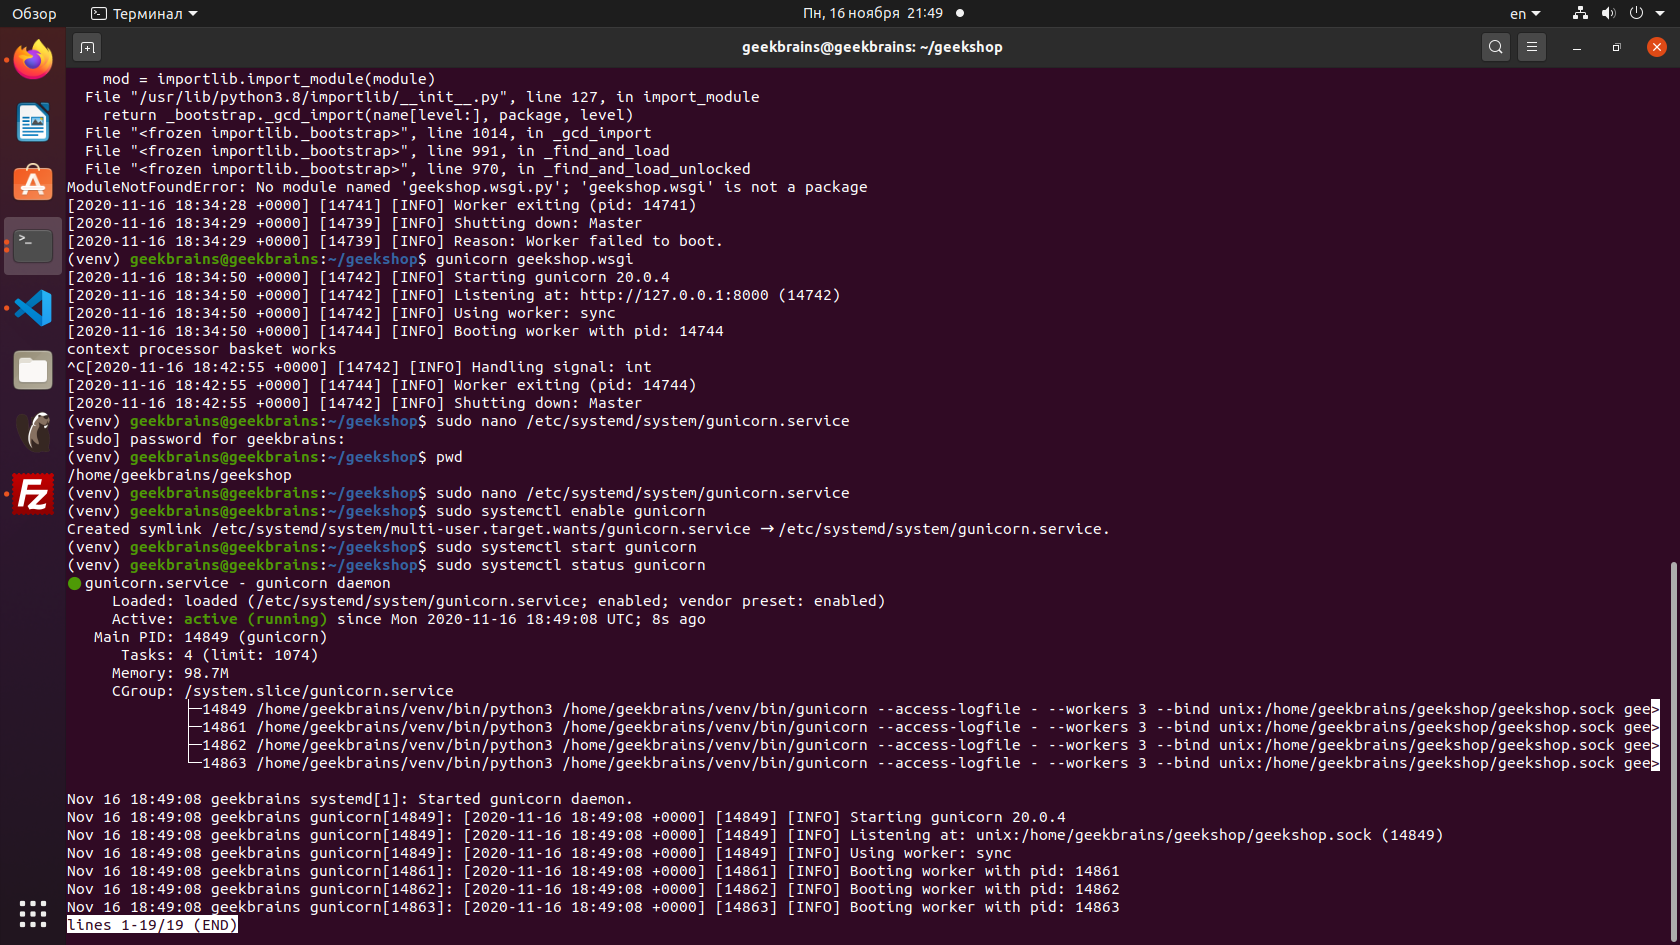 Обзор
Терминал
Пн, 16 ноября 21:49
en
geekbrains@geekbrains: ~/geekshop
mod = importlib.import_module(module)
File "/usr/lib/python3.8/importlib/__init__.py", line 127, in import_module
return _bootstrap._gcd_import(name[level:], package, level)
File "<frozen importlib._bootstrap>", line 1014, in _gcd_import
File "<frozen importlib._bootstrap>", line 991, in _find_and_load
File "<frozen importlib._bootstrap>", line 970, in _find_and_load_unlocked
ModuleNotFoundError: No module named 'geekshop.wsgi.py'; 'geekshop.wsgi' is not a package
[2020-11-16 18:34:28 +0000] [14741] [INFO] Worker exiting (pid: 14741)
[2020-11-16 18:34:29 +0000] [14739] [INFO] Shutting down: Master
[2020-11-16 18:34:29 +0000] [14739] [INFO] Reason: Worker failed to boot.
(venv) geekbrains@geekbrains:~/geekshop$ gunicorn geekshop.wsgi
[2020-11-16 18:34:50 +0000] [14742] [INFO] Starting gunicorn 20.0.4
[2020-11-16 18:34:50 +0000] [14742] [INFO] Listening at: http://127.0.0.1:8000 (14742)
[2020-11-16 18:34:50 +0000] [14742] [INFO] Using worker: sync
[2020-11-16 18:34:50 +0000] [14744] [INFO] Booting worker with pid: 14744
context processor basket works
^C[2020-11-16 18:42:55 +0000] [14742] [INFO] Handling signal: int
[2020-11-16 18:42:55 +0000] [14744] [INFO] Worker exiting (pid: 14744)
[2020-11-16 18:42:55 +0000] [14742] [INFO] Shutting down: Master
(venv) geekbrains@geekbrains:~/geekshop$ sudo nano /etc/systemd/system/gunicorn.service
[sudo] password for geekbrains:
(venv) geekbrains@geekbrains:~/geekshop$ pwd
/home/geekbrains/geekshop
(venv) geekbrains@geekbrains:~/geekshop$ sudo nano /etc/systemd/system/gunicorn.service
(venv) geekbrains@geekbrains:~/geekshop$ sudo systemctl enable gunicorn
Created symlink /etc/systemd/system/multi-user.target.wants/gunicorn.service → /etc/systemd/system/gunicorn.service.
(venv) geekbrains@geekbrains:~/geekshop$ sudo systemctl start gunicorn
(venv) geekbrains@geekbrains:~/geekshop$ sudo systemctl status gunicorn
● gunicorn.service - gunicorn daemon
Loaded: loaded (/etc/systemd/system/gunicorn.service; enabled; vendor preset: enabled)
Active: active (running) since Mon 2020-11-16 18:49:08 UTC; 8s ago
Main PID: 14849 (gunicorn)
Tasks: 4 (limit: 1074)
Memory: 98.7M
CGroup: /system.slice/gunicorn.service
├─14849 /home/geekbrains/venv/bin/python3 /home/geekbrains/venv/bin/gunicorn --access-logfile - --workers 3 --bind unix:/home/geekbrains/geekshop/geekshop.sock gee>
├─14861 /home/geekbrains/venv/bin/python3 /home/geekbrains/venv/bin/gunicorn --access-logfile - --workers 3 --bind unix:/home/geekbrains/geekshop/geekshop.sock gee>
├─14862 /home/geekbrains/venv/bin/python3 /home/geekbrains/venv/bin/gunicorn --access-logfile - --workers 3 --bind unix:/home/geekbrains/geekshop/geekshop.sock gee>
└─14863 /home/geekbrains/venv/bin/python3 /home/geekbrains/venv/bin/gunicorn --access-logfile - --workers 3 --bind unix:/home/geekbrains/geekshop/geekshop.sock gee>
Nov 16 18:49:08 geekbrains systemd[1]: Started gunicorn daemon.
Nov 16 18:49:08 geekbrains gunicorn[14849]: [2020-11-16 18:49:08 +0000] [14849] [INFO] Starting gunicorn 20.0.4
Nov 16 18:49:08 geekbrains gunicorn[14849]: [2020-11-16 18:49:08 +0000] [14849] [INFO] Listening at: unix:/home/geekbrains/geekshop/geekshop.sock (14849)
Nov 16 18:49:08 geekbrains gunicorn[14849]: [2020-11-16 18:49:08 +0000] [14849] [INFO] Using worker: sync
Nov 16 18:49:08 geekbrains gunicorn[14861]: [2020-11-16 18:49:08 +0000] [14861] [INFO] Booting worker with pid: 14861
Nov 16 18:49:08 geekbrains gunicorn[14862]: [2020-11-16 18:49:08 +0000] [14862] [INFO] Booting worker with pid: 14862
Nov 16 18:49:08 geekbrains gunicorn[14863]: [2020-11-16 18:49:08 +0000] [14863] [INFO] Booting worker with pid: 14863
lines 1-19/19 (END)